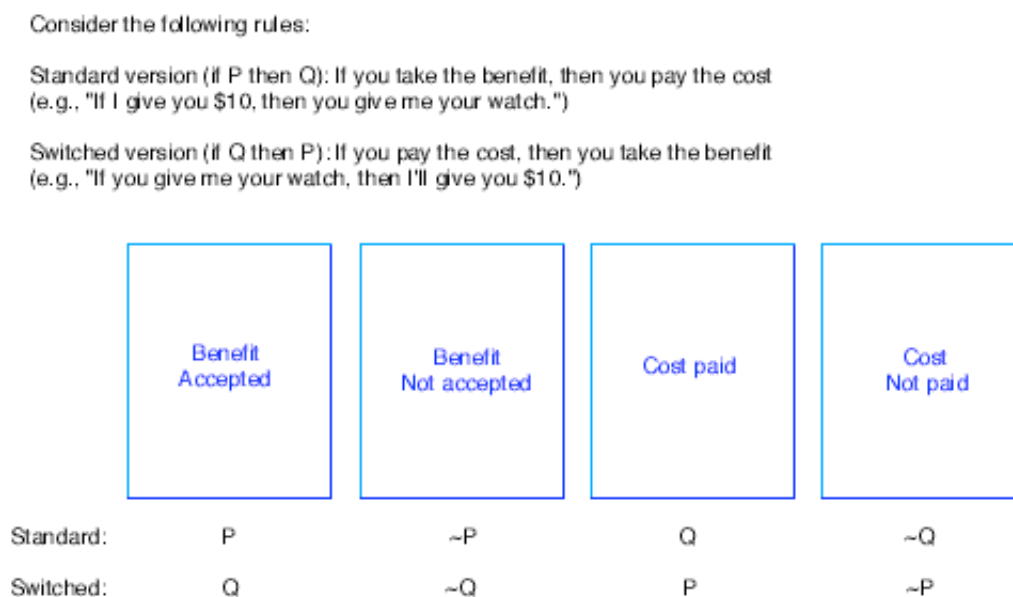 Consider the following rules:
Standard version (if P then Q): If you take the benefit, then you pay the cost
(e.g., "If I give you $10, then you give me your watch.")
Switched version (if Q then P): If you pay the cost, then you take the benefit
(e.g., "If you give me your watch, then I'll give you $10.")
Benefit
Accepted
Benefit
Not accepted
Cost paid
Cost
Not paid
Standard: P ~P Q ~Q
Switched: Q ~Q P ~P